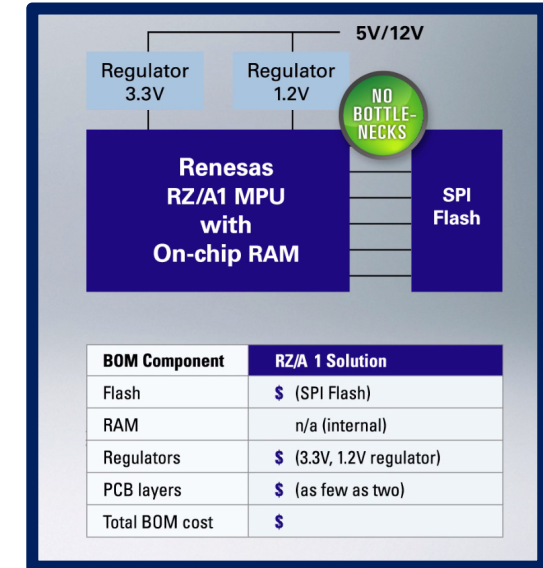 5V/12V
Regulator
3.3V
Regulator
1.2V
NO
BOTTLE-
NECKS
Renesas
RZ/A1 MPU
with
On-chip RAM
SPI
Flash
BOM Component RZ/A 1 Solution
Flash $ (SPI Flash)
RAM n/a (internal)
Regulators $ (3.3V, 1.2V regulator)
PCB layers $ (as few as two)
Total BOM cost $